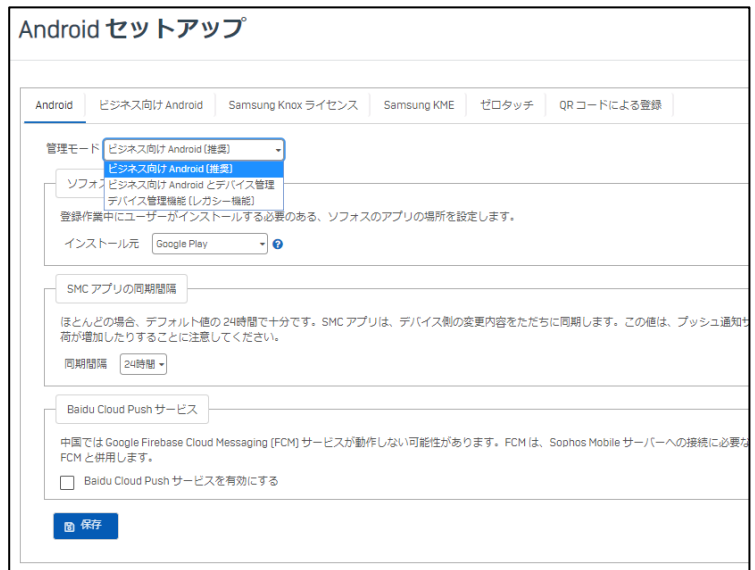 Android セットアップ
Android ビジネス向け Android Samsung Knox ライセンス Samsung KME ゼロタッチ QR コードによる登録
管理モード ビジネス向け Android (推奨)
ビジネス向け Android (推奨)
ビジネス向け Android とデバイス管理
デバイス管理機能 (レガシー機能)
ソフォス
登録作業中にユーザーがインストールする必要のある、ソフォスのアプリの場所を設定します。
インストール元 Google Play
SMC アプリの同期間隔
ほとんどの場合、デフォルト値の 24時間で十分です。SMC アプリは、デバイス側の変更内容をただちに同期します。この値は、プッシュ通知サ
荷が増加したりすることに注意してください。
同期間隔 24時間
Baidu Cloud Push サービス
中国では Google Firebase Cloud Messaging (FCM) サービスが動作しない可能性があります。FCM は、Sophos Mobile サーバーへの接続に必要な
FCM と併用します。
Baidu Cloud Push サービスを有効にする
保存